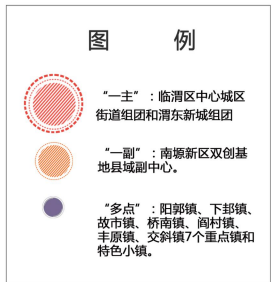 图 例
“一主”：临渭区中心城区
街道组团和渭东新城组团
“一副”：南塬新区双创基
地县域副中心。
“多点”：阳郭镇、下邽镇、
故市镇、桥南镇、阎村镇、
丰原镇、交斜镇7个重点镇和
特色小镇。